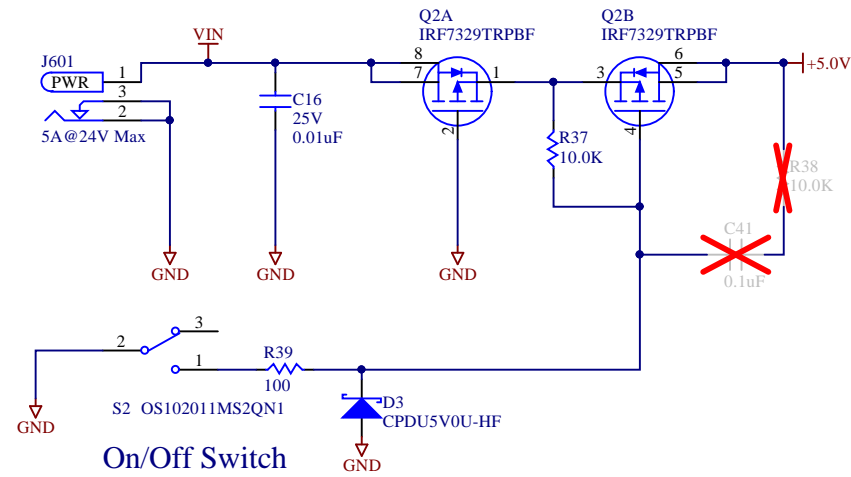 Q2A
IRF7329TRPBF
Q2B
IRF7329TRPBF
VIN
J601
PWR
1
3
2
5A@24V Max
8
7
1
2
3
4
6
5
+5.0V
C16
25V
0.01uF
R37
10.0K
R38
10.0K
C41
0.1uF
GND
GND
GND
2
3
1
R39
100
S2 OS102011MS2QN1
D3
CPDU5V0U-HF
GND
GND
On/Off Switch